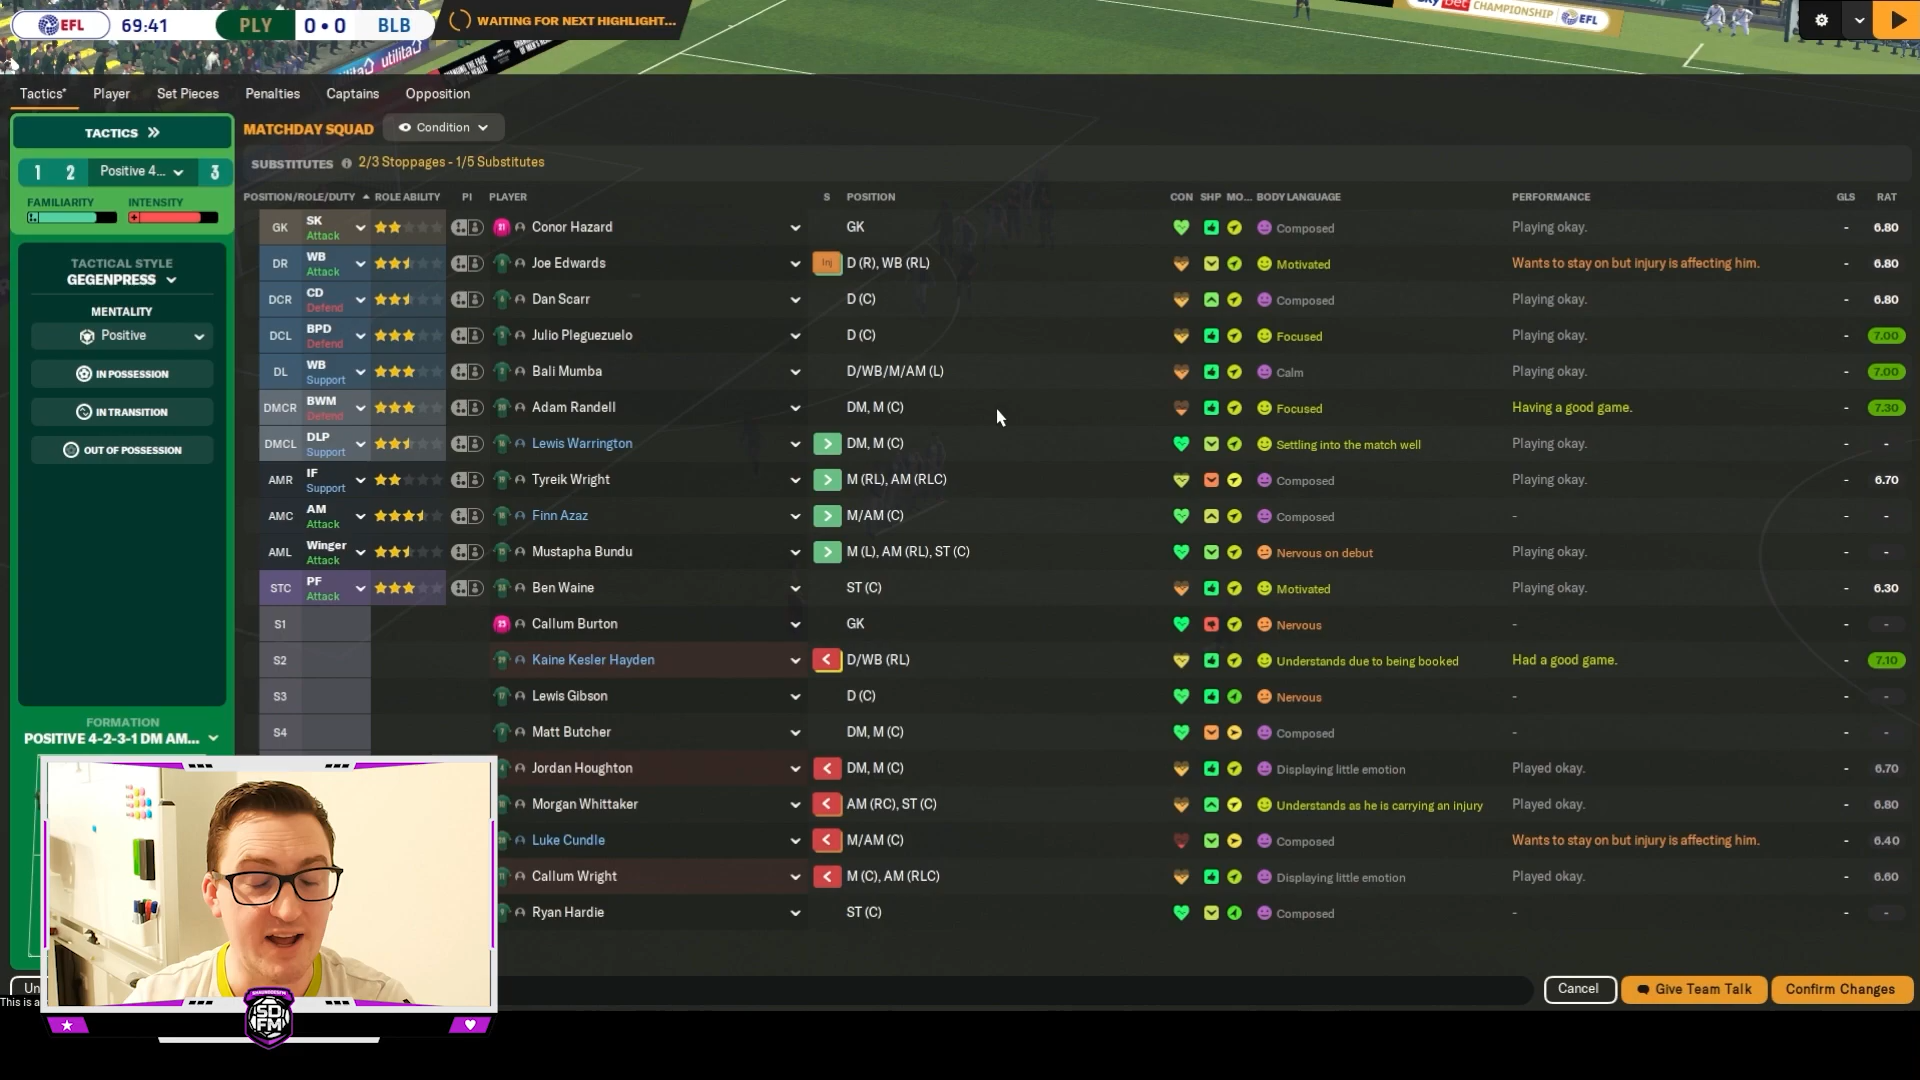 EFL 69:41 PLY 0 • 0 BLB WAITING FOR NEXT HIGHLIGHT...
sky bet CHAMPIONSHIP EFL
utilita utilita
Tactics* Player Set Pieces Penalties Captains Opposition
TACTICS
1 2 Positive 4... 3
FAMILIARITY INTENSITY
TACTICAL STYLE
GEGENPRESS
MENTALITY
Positive
IN POSSESSION
IN TRANSITION
OUT OF POSSESSION
FORMATION
POSITIVE 4-2-3-1 DM AM...
MATCHDAY SQUAD Condition
SUBSTITUTES 2/3 Stoppages - 1/5 Substitutes
POSITION/ROLE/DUTY ROLE ABILITY PI PLAYER S POSITION CON SHP MO... BODY LANGUAGE PERFORMANCE GLS RAT
GK SK Attack Conor Hazard GK Composed Playing okay. - 6.80
DR WB Attack Joe Edwards Inj D (R), WB (RL) Motivated Wants to stay on but injury is affecting him. - 6.80
DCR CD Defend Dan Scarr D (C) Composed Playing okay. - 6.80
DCL BPD Defend Julio Pleguezuelo D (C) Focused Playing okay. - 7.00
DL WB Support Bali Mumba D/WB/M/AM (L) Calm Playing okay. - 7.00
DMCR BWM Defend Adam Randell DM, M (C) Focused Having a good game. - 7.30
DMCL DLP Support Lewis Warrington DM, M (C) Settling into the match well Playing okay. - -
AMR IF Support Tyreik Wright M (RL), AM (RLC) Composed Playing okay. - 6.70
AMC AM Attack Finn Azaz M/AM (C) Composed - - -
AML Winger Attack Mustapha Bundu M (L), AM (RL), ST (C) Nervous on debut Playing okay. - -
STC PF Attack Ben Waine ST (C) Motivated Playing okay. - 6.30
S1 Callum Burton GK Nervous - - -
S2 Kaine Kesler Hayden D/WB (RL) Understands due to being booked Had a good game. - 7.10
S3 Lewis Gibson D (C) Nervous - - -
S4 Matt Butcher DM, M (C) Composed - - -
Jordan Houghton DM, M (C) Displaying little emotion Played okay. - 6.70
Morgan Whittaker AM (RC), ST (C) Understands as he is carrying an injury Played okay. - 6.80
Luke Cundle M/AM (C) Composed Wants to stay on but injury is affecting him. - 6.40
Callum Wright M (C), AM (RLC) Displaying little emotion Played okay. - 6.60
Ryan Hardie ST (C) Composed - - -
Un
This is a
Cancel Give Team Talk Confirm Changes
SD
FM